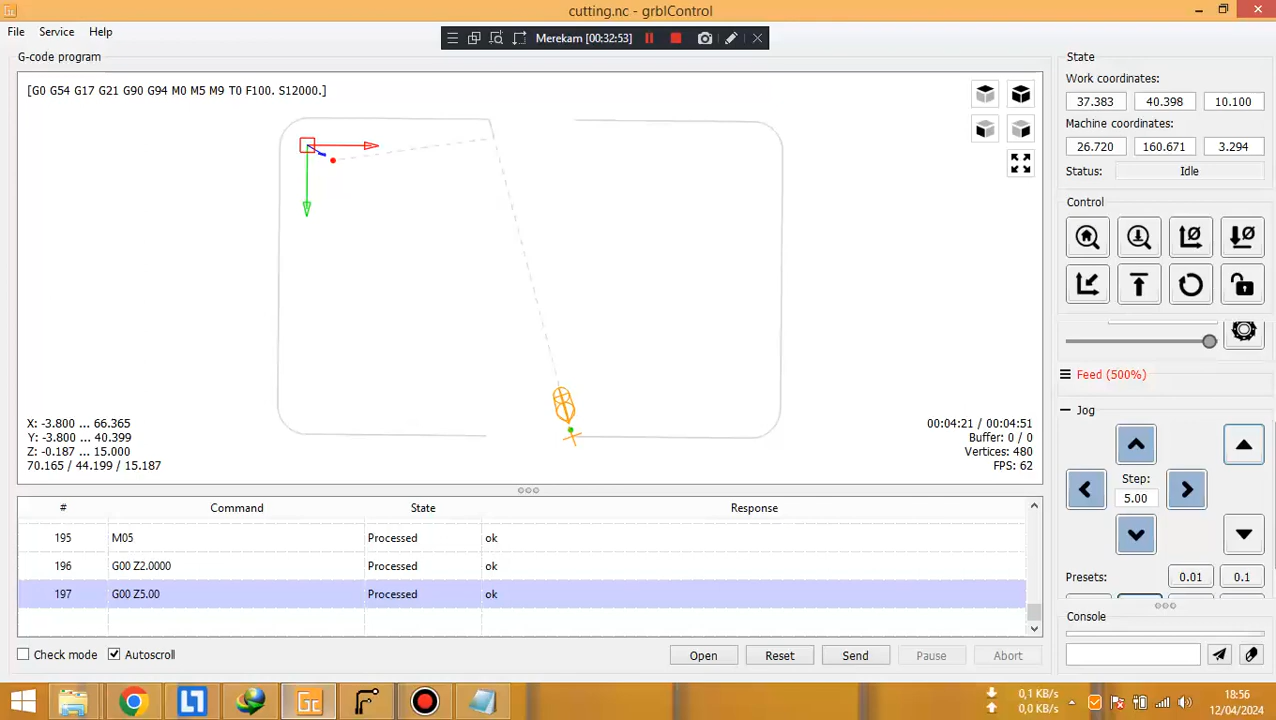 Gc
cutting.nc - grblControl
File Service Help
Merekam [00:32:53]
G-code program
[G0 G54 G17 G21 G90 G94 M0 M5 M9 T0 F100. S12000.]
X: -3.800 ... 66.365
Y: -3.800 ... 40.399
Z: -0.187 ... 15.000
70.165 / 44.199 / 15.187
00:04:21 / 00:04:51
Buffer: 0 / 0
Vertices: 480
FPS: 62
# Command State Response
195 M05 Processed ok
196 G00 Z2.0000 Processed ok
197 G00 Z5.00 Processed ok
Check mode Autoscroll Open Reset Send Pause Abort
State
Work coordinates:
37.383 40.398 10.100
Machine coordinates:
26.720 160.671 3.294
Status: Idle
Control
Feed (500%)
Jog
Step:
5.00
Presets: 0.01 0.1
Console
Gc
0,1 KB/s
0,0 KB/s
18:56
12/04/2024